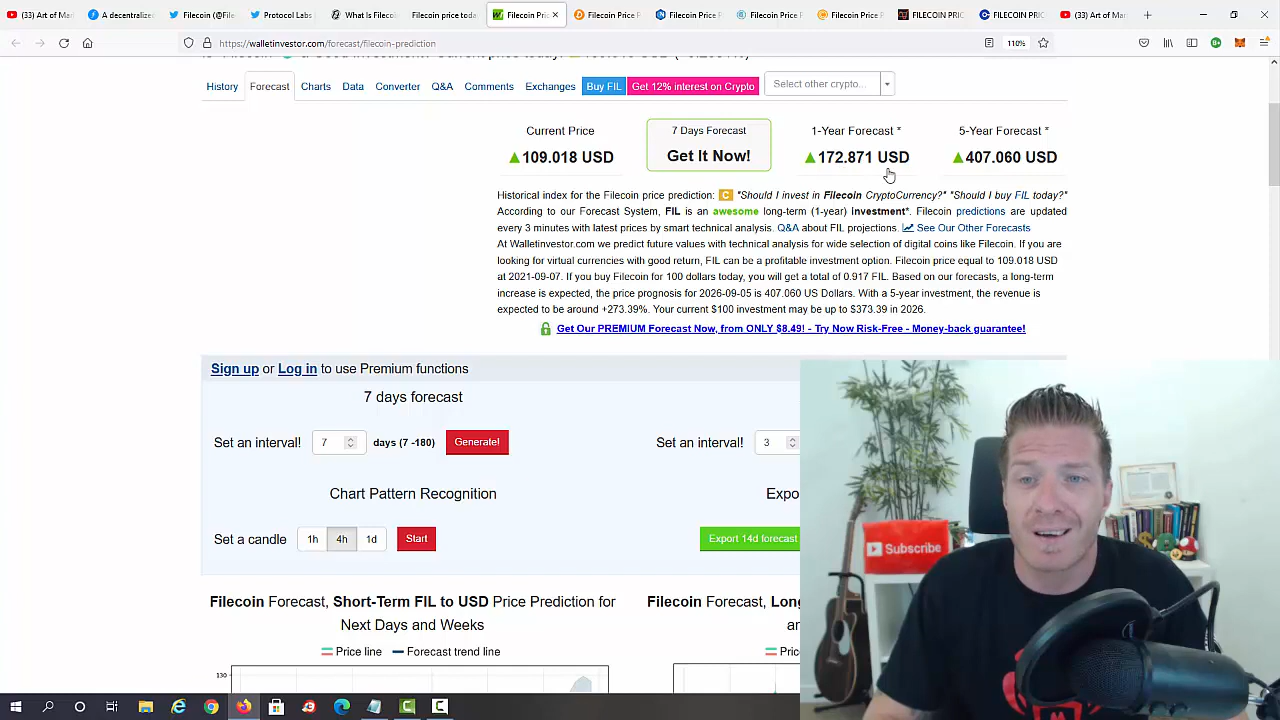 (33) Art of Mar
A decentraliz
Filecoin (@File
Protocol Labs
What Is Filecoi
Filecoin price toda
Filecoin Pric
Filecoin Price F
Filecoin Price P
Filecoin Price P
Filecoin Price P
FILECOIN PRIC
FILECOIN PRIC
(33) Art of Mar
https://walletinvestor.com/forecast/filecoin-prediction
110%
History
Forecast
Charts
Data
Converter
Q&A
Comments
Exchanges
Buy FIL
Get 12% interest on Crypto
Select other crypto...
Current Price
109.018 USD
7 Days Forecast
Get It Now!
1-Year Forecast *
172.871 USD
5-Year Forecast *
407.060 USD
Historical index for the Filecoin price prediction: C "Should I invest in Filecoin CryptoCurrency?" "Should I buy FIL today?"
According to our Forecast System, FIL is an awesome long-term (1-year) investment*. Filecoin predictions are updated
every 3 minutes with latest prices by smart technical analysis. Q&A about FIL projections. See Our Other Forecasts
At Walletinvestor.com we predict future values with technical analysis for wide selection of digital coins like Filecoin. If you are
looking for virtual currencies with good return, FIL can be a profitable investment option. Filecoin price equal to 109.018 USD
at 2021-09-07. If you buy Filecoin for 100 dollars today, you will get a total of 0.917 FIL. Based on our forecasts, a long-term
increase is expected, the price prognosis for 2026-09-05 is 407.060 US Dollars. With a 5-year investment, the revenue is
expected to be around +273.39%. Your current $100 investment may be up to $373.39 in 2026.
Get Our PREMIUM Forecast Now, from ONLY $8.49! - Try Now Risk-Free - Money-back guarantee!
Sign up or Log in to use Premium functions
7 days forecast
Set an interval! 7 days (7 -180) Generate!
Set an interval! 3
Chart Pattern Recognition
Expo
Set a candle 1h 4h 1d Start
Export 14d forecast
Subscribe
Filecoin Forecast, Short-Term FIL to USD Price Prediction for
Next Days and Weeks
Filecoin Forecast, Long
an
Price line Forecast trend line
Price
130